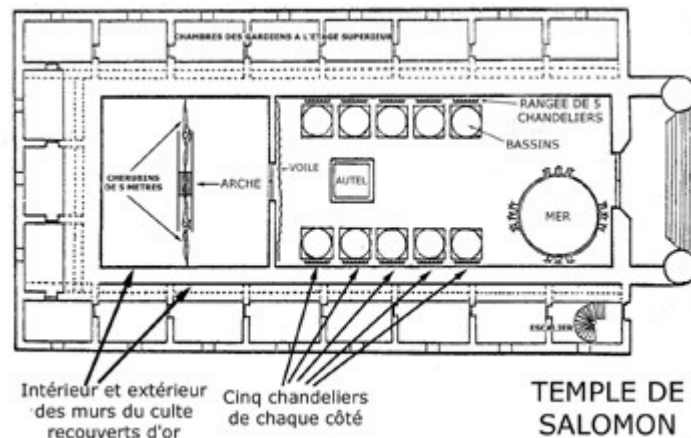 CHAMBRES DES GARDIENS A L'ETAGE SUPERIEUR
RANGEE DE 5
CHANDELIERS
BASSINS
VOILE
AUTEL
CHERUBINS
DE 5 METRES
ARCHE
MER
ESCALIER
Intérieur et extérieur
des murs du culte
recouverts d'or
Cinq chandeliers
de chaque côté
TEMPLE DE
SALOMON